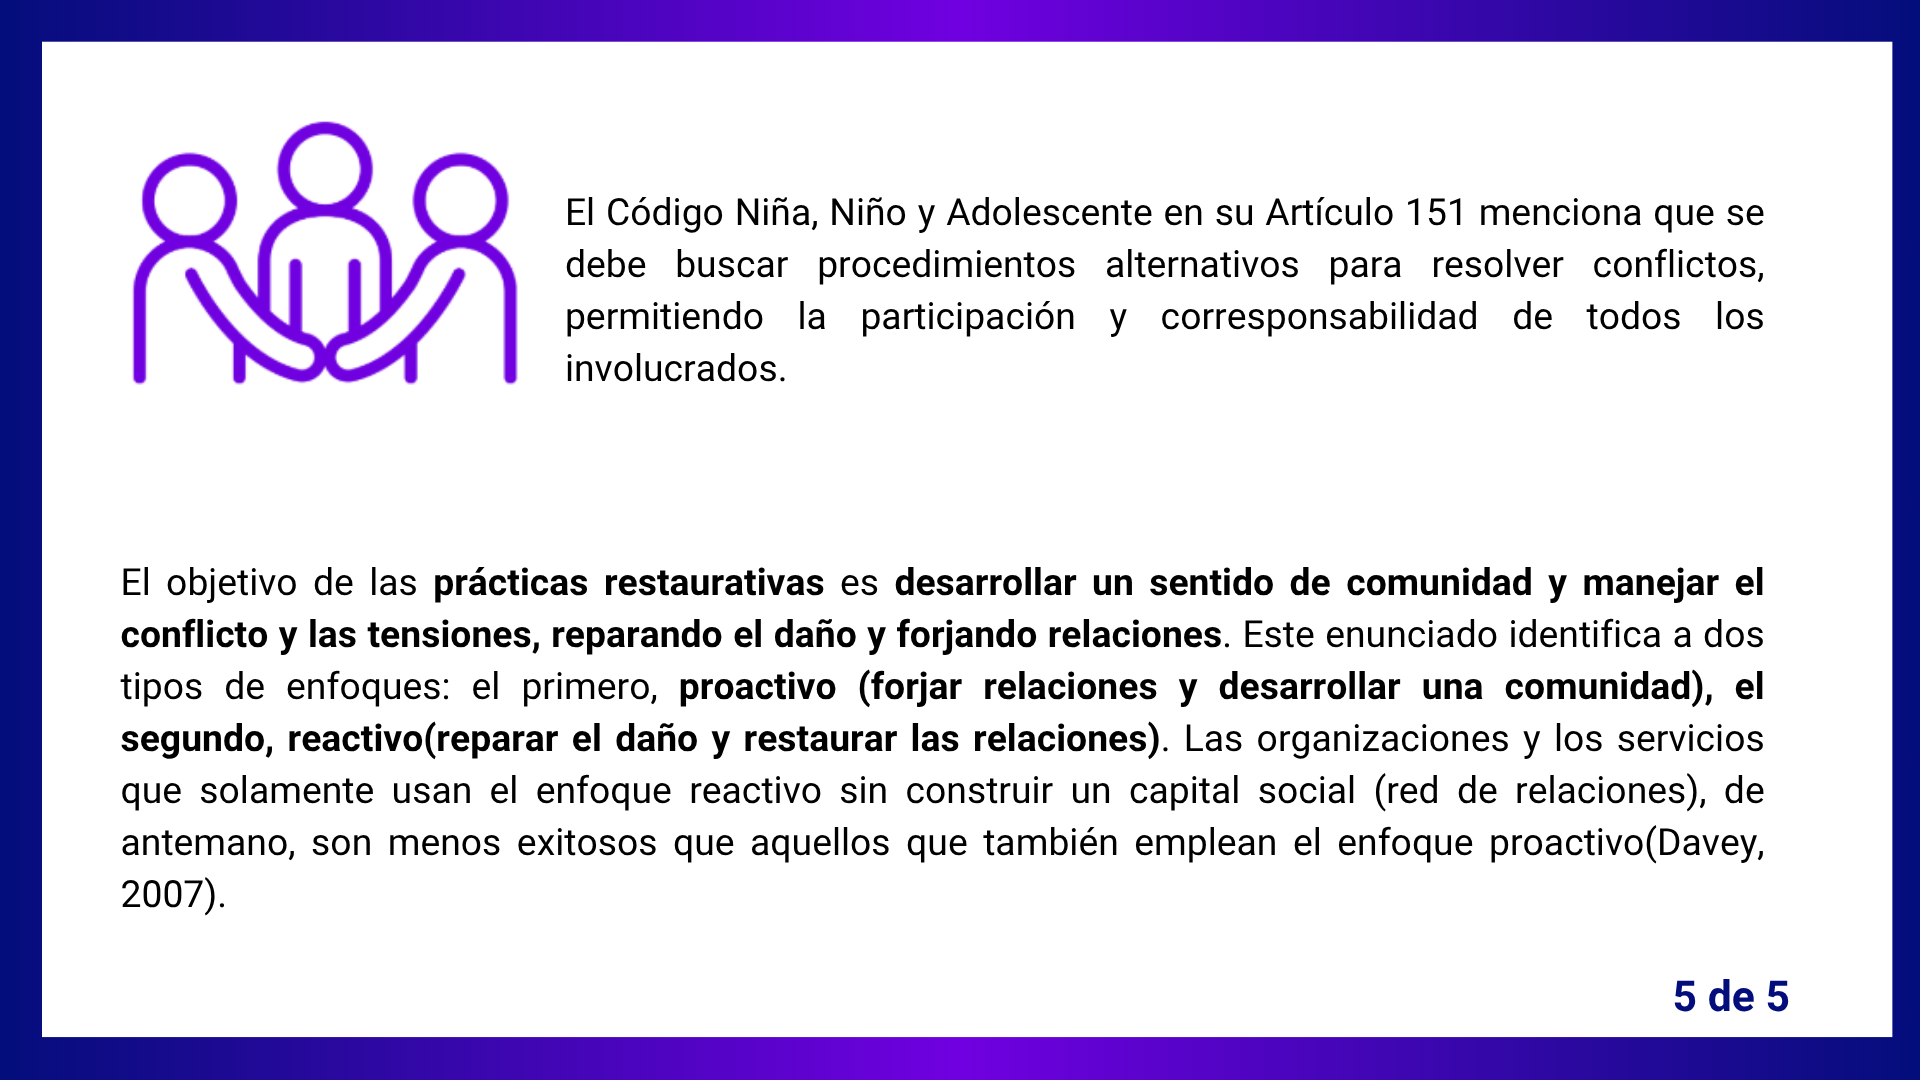 El Código Niña, Niño y Adolescente en su Artículo 151 menciona que se
debe buscar procedimientos alternativos para resolver conflictos,
permitiendo la participación y corresponsabilidad de todos los
involucrados.
El objetivo de las prácticas restaurativas es desarrollar un sentido de comunidad y manejar el
conflicto y las tensiones, reparando el daño y forjando relaciones. Este enunciado identifica a dos
tipos de enfoques: el primero, proactivo (forjar relaciones y desarrollar una comunidad), el
segundo, reactivo(reparar el daño y restaurar las relaciones). Las organizaciones y los servicios
que solamente usan el enfoque reactivo sin construir un capital social (red de relaciones), de
antemano, son menos exitosos que aquellos que también emplean el enfoque proactivo(Davey,
2007).
5 de 5